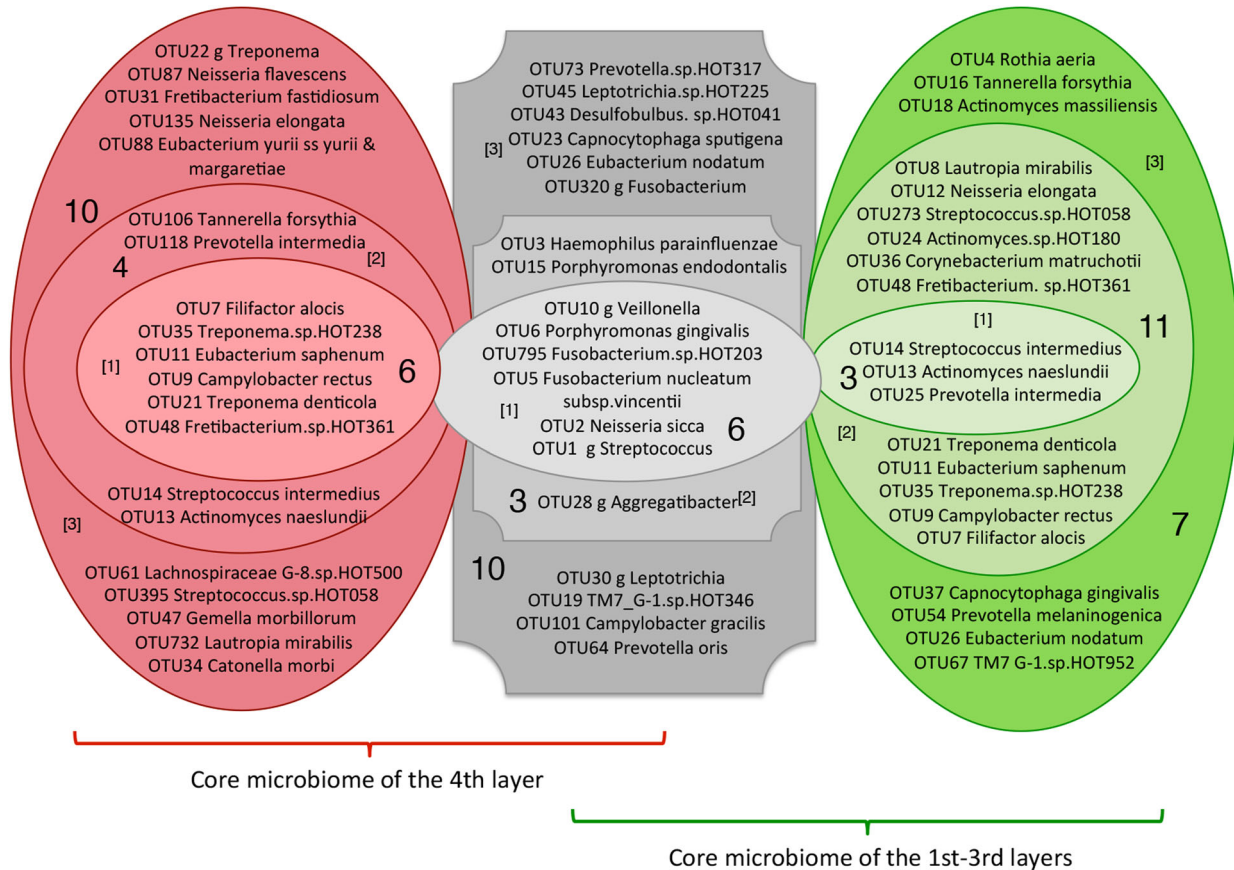 OTU22 g Treponema
OTU87 Neisseria flavescens
OTU31 Fretibacterium fastidiosum
OTU135 Neisseria elongata
OTU88 Eubacterium yurii ss yurii &
margaretiae
10
OTU106 Tannerella forsythia
OTU118 Prevotella intermedia
4
[2]
OTU7 Filifactor alocis
OTU35 Treponema.sp.HOT238
OTU11 Eubacterium saphenum
[1]
6
OTU9 Campylobacter rectus
OTU21 Treponema denticola
OTU48 Fretibacterium.sp.HOT361
OTU14 Streptococcus intermedius
OTU13 Actinomyces naeslundii
[3]
OTU61 Lachnospiraceae G-8.sp.HOT500
OTU395 Streptococcus.sp.HOT058
OTU47 Gemella morbillorum
OTU732 Lautropia mirabilis
OTU34 Catonella morbi
OTU73 Prevotella.sp.HOT317
OTU45 Leptotrichia.sp.HOT225
OTU43 Desulfobulbus. sp.HOT041
OTU23 Capnocytophaga sputigena
[3]
OTU26 Eubacterium nodatum
OTU320 g Fusobacterium
OTU3 Haemophilus parainfluenzae
OTU15 Porphyromonas endodontalis
OTU10 g Veillonella
OTU6 Porphyromonas gingivalis
OTU795 Fusobacterium.sp.HOT203
OTU5 Fusobacterium nucleatum
subsp.vincentii
[1]
OTU2 Neisseria sicca
6
OTU1 g Streptococcus
3
OTU28 g Aggregatibacter[2]
10
OTU30 g Leptotrichia
OTU19 TM7_G-1.sp.HOT346
OTU101 Campylobacter gracilis
OTU64 Prevotella oris
OTU4 Rothia aeria
OTU16 Tannerella forsythia
OTU18 Actinomyces massiliensis
[3]
OTU8 Lautropia mirabilis
OTU12 Neisseria elongata
OTU273 Streptococcus.sp.HOT058
OTU24 Actinomyces.sp.HOT180
OTU36 Corynebacterium matruchotii
OTU48 Fretibacterium. sp.HOT361
[1]
11
OTU14 Streptococcus intermedius
3
OTU13 Actinomyces naeslundii
OTU25 Prevotella intermedia
[2]
OTU21 Treponema denticola
OTU11 Eubacterium saphenum
OTU35 Treponema.sp.HOT238
OTU9 Campylobacter rectus
OTU7 Filifactor alocis
7
OTU37 Capnocytophaga gingivalis
OTU54 Prevotella melaninogenica
OTU26 Eubacterium nodatum
OTU67 TM7 G-1.sp.HOT952
Core microbiome of the 4th layer
Core microbiome of the 1st-3rd layers